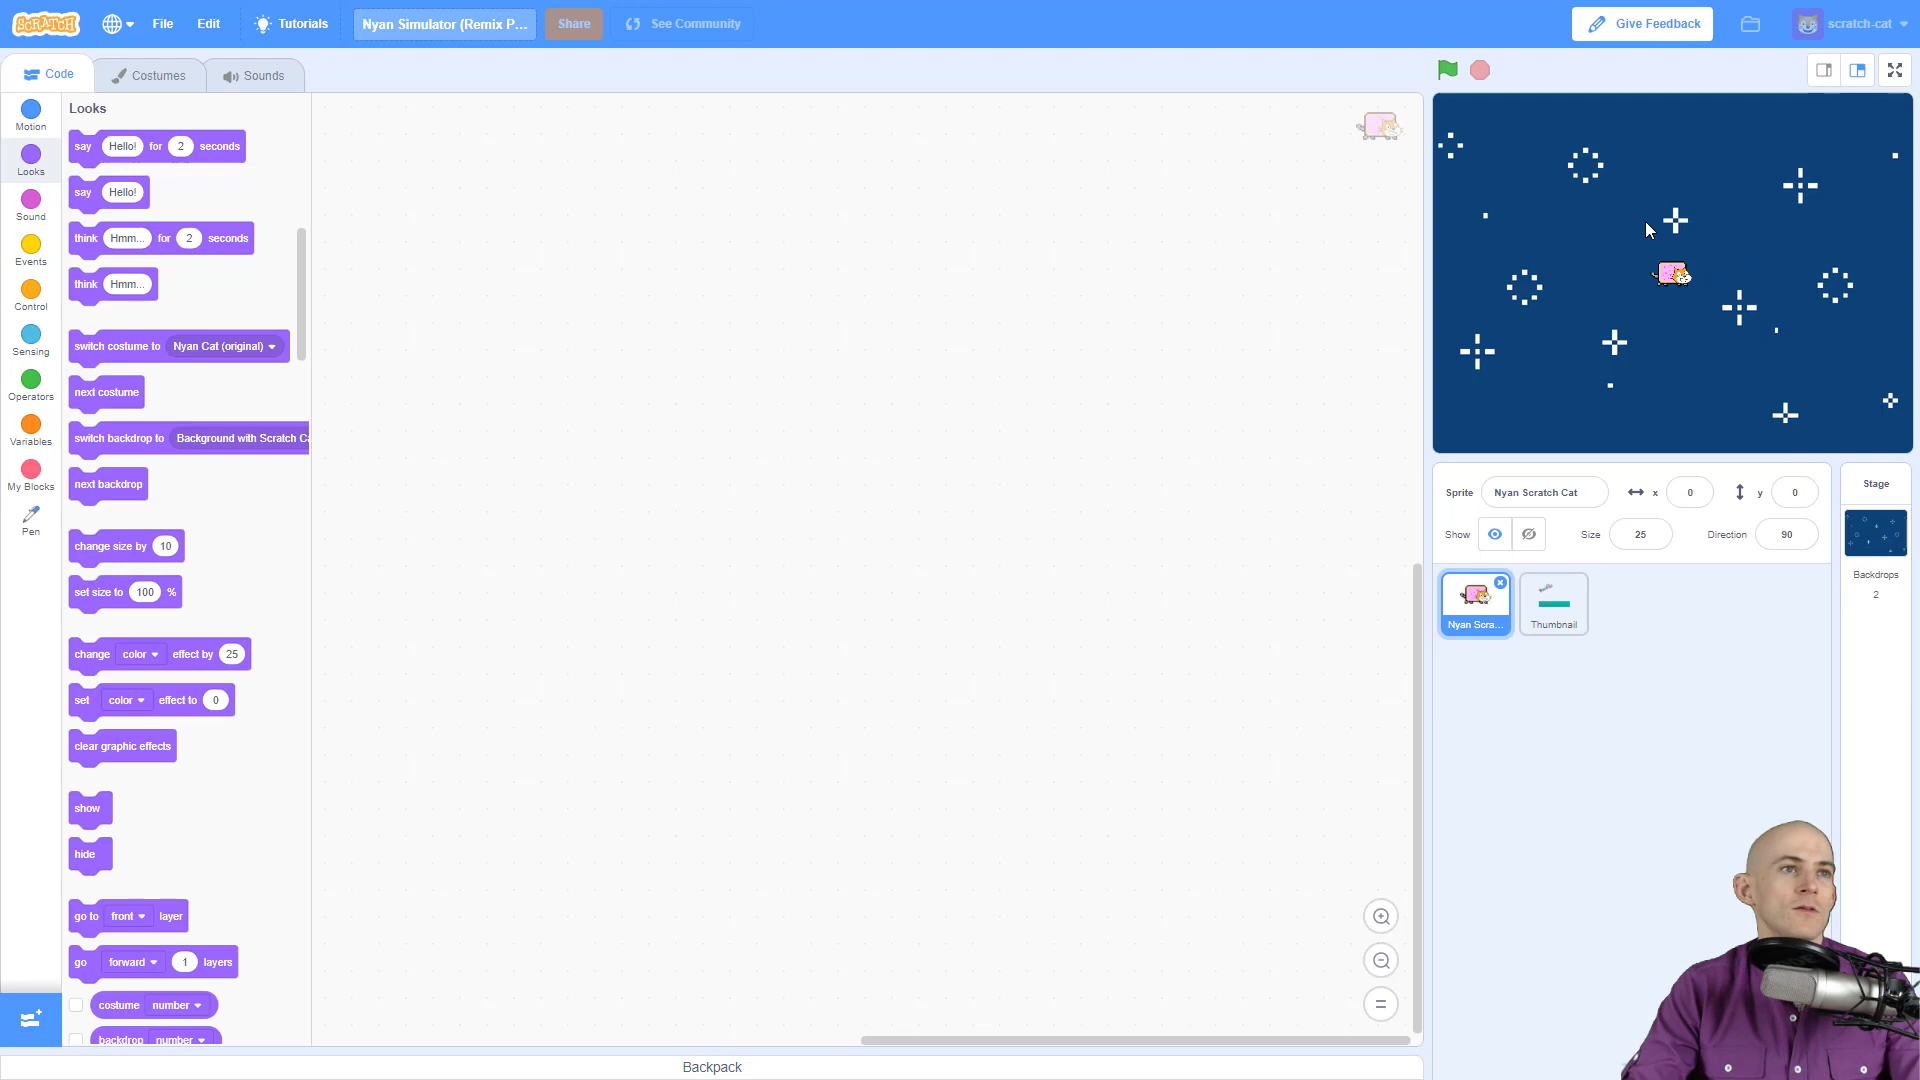 SCRATCH File Edit Tutorials Nyan Simulator (Remix P... Share See Community Give Feedback scratch-cat
Code Costumes Sounds
Motion
Looks
Sound
Events
Control
Sensing
Operators
Variables
My Blocks
Pen
Looks
say Hello! for 2 seconds
say Hello!
think Hmm... for 2 seconds
think Hmm...
switch costume to Nyan Cat (original)
next costume
switch backdrop to Background with Scratch Ca
next backdrop
change size by 10
set size to 100 %
change color effect by 25
set color effect to 0
clear graphic effects
show
hide
go to front layer
go forward 1 layers
costume number
backdrop number
Backpack
Sprite Nyan Scratch Cat x 0 y 0
Show Size 25 Direction 90
Nyan Scra...
Thumbnail
Stage
Backdrops
2